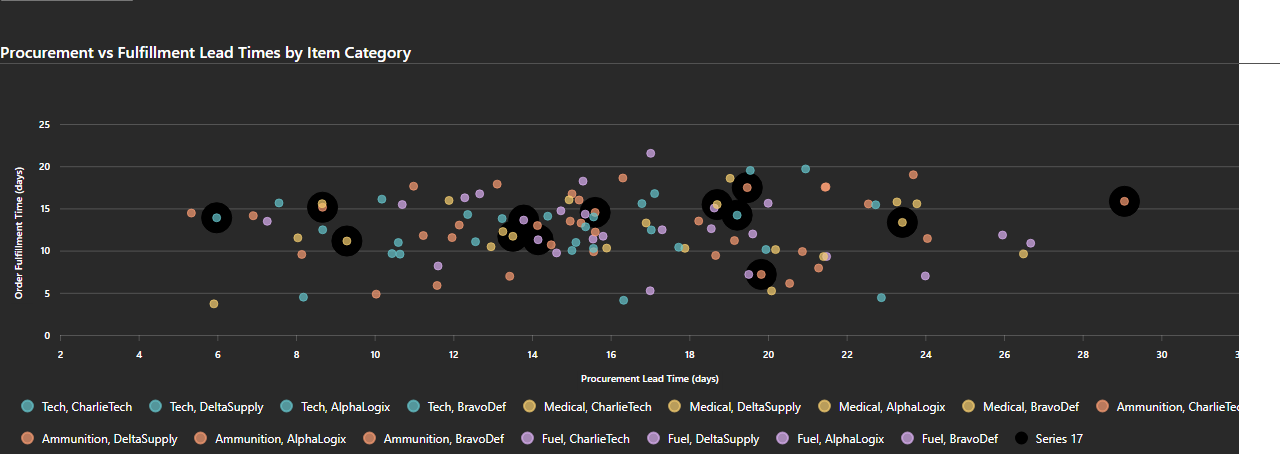 Procurement vs Fulfillment Lead Times by Item Category
25
20
15
10
5
0
Order Fulfillment Time (days)
2 4 6 8 10 12 14 16 18 20 22 24 26 28 30 3
Procurement Lead Time (days)
Tech, CharlieTech Tech, DeltaSupply Tech, AlphaLogix Tech, BravoDef Medical, CharlieTech Medical, DeltaSupply Medical, AlphaLogix Medical, BravoDef Ammunition, CharlieTec
Ammunition, DeltaSupply Ammunition, AlphaLogix Ammunition, BravoDef Fuel, CharlieTech Fuel, DeltaSupply Fuel, AlphaLogix Fuel, BravoDef Series 17